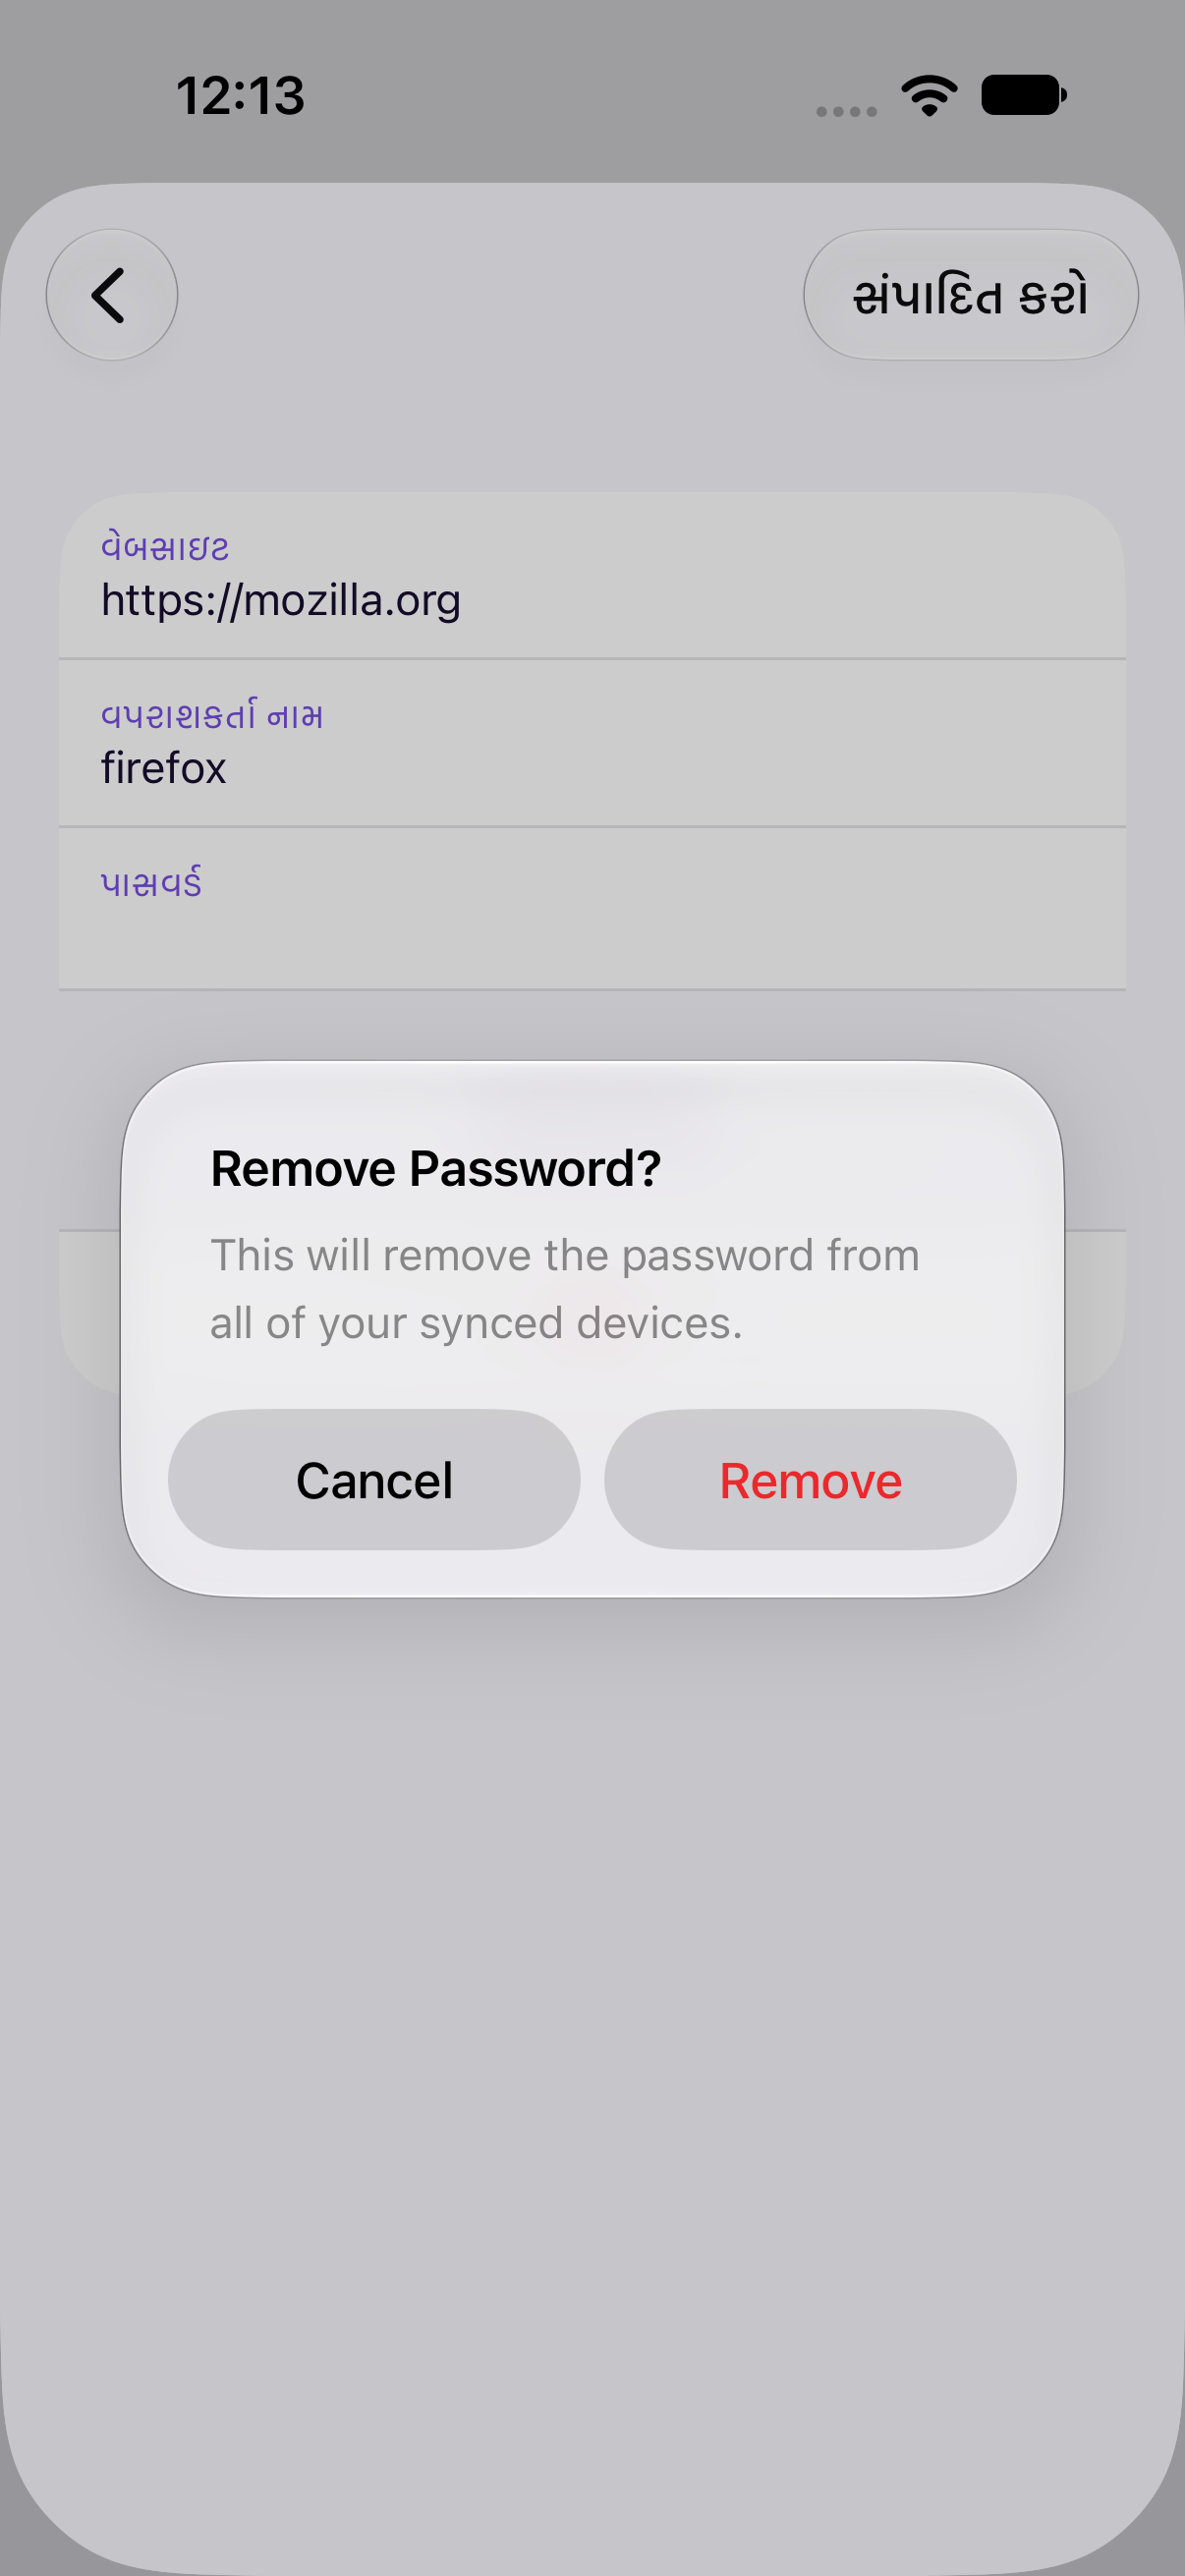 12:13
સંપાદિત કરો
વેબસાઇટ
https://mozilla.org
વપરાશકર્તા નામ
firefox
પાસવર્ડ
Remove Password?
This will remove the password from
all of your synced devices.
Cancel
Remove